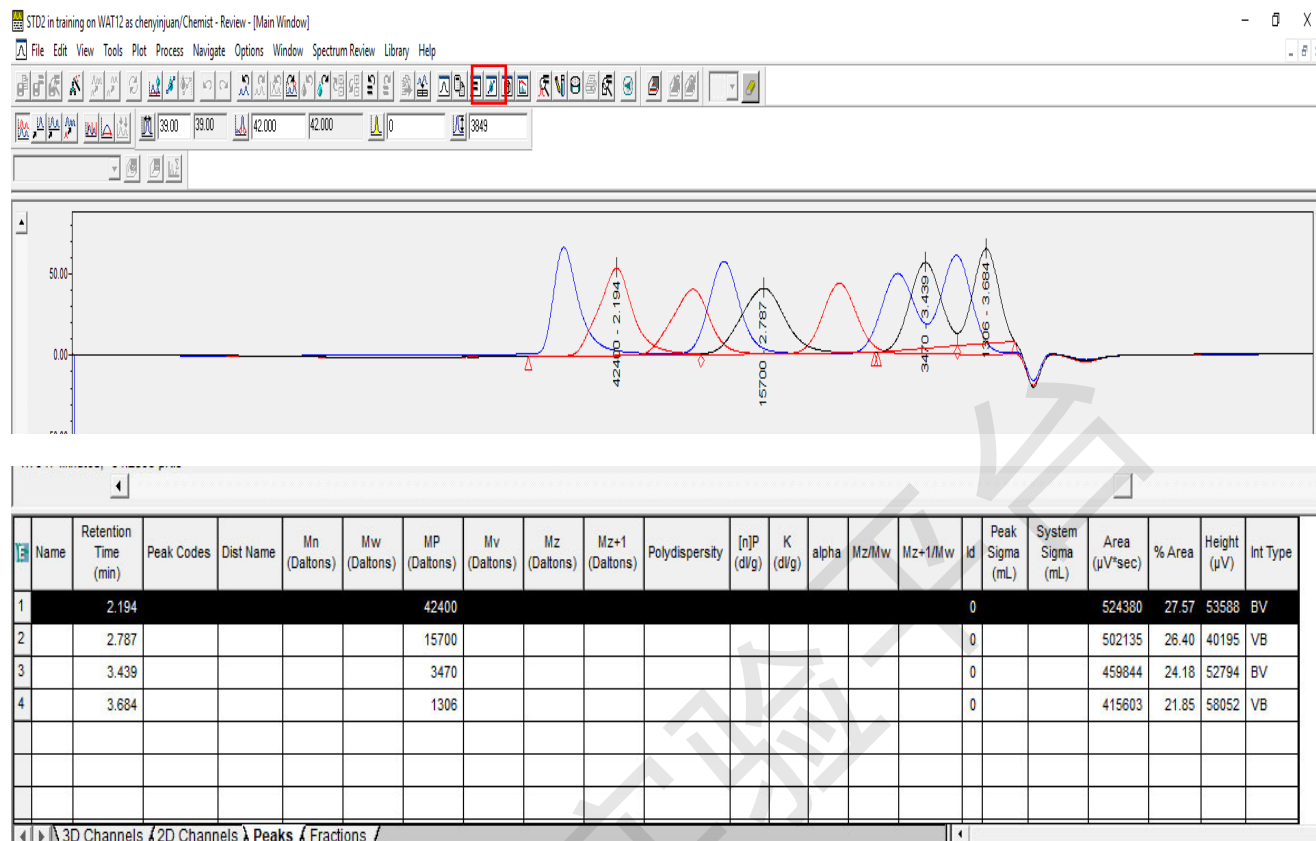 STD2 in training on WAT12 as chenyinjuan/Chemist - Review - [Main Window]
File Edit View Tools Plot Process Navigate Options Window Spectrum Review Library Help
39.00 39.00 42.000 42.000 0 3849
50.00
0.00
42400 - 2.194
15700 - 2.787
3470 - 3.439
1306 - 3.684
Name Retention Time (min) Peak Codes Dist Name Mn (Daltons) Mw (Daltons) MP (Daltons) Mv (Daltons) Mz (Daltons) Mz+1 (Daltons) Polydispersity [n]P (dl/g) K (dl/g) alpha Mz/Mw Mz+1/Mw Id Peak Sigma (mL) System Sigma (mL) Area (µV*sec) % Area Height (µV) Int Type
1 2.194 42400 0 524380 27.57 53588 BV
2 2.787 15700 0 502135 26.40 40195 VB
3 3.439 3470 0 459844 24.18 52794 BV
4 3.684 1306 0 415603 21.85 58052 VB
3D Channels 2D Channels Peaks Fractions
实验平台